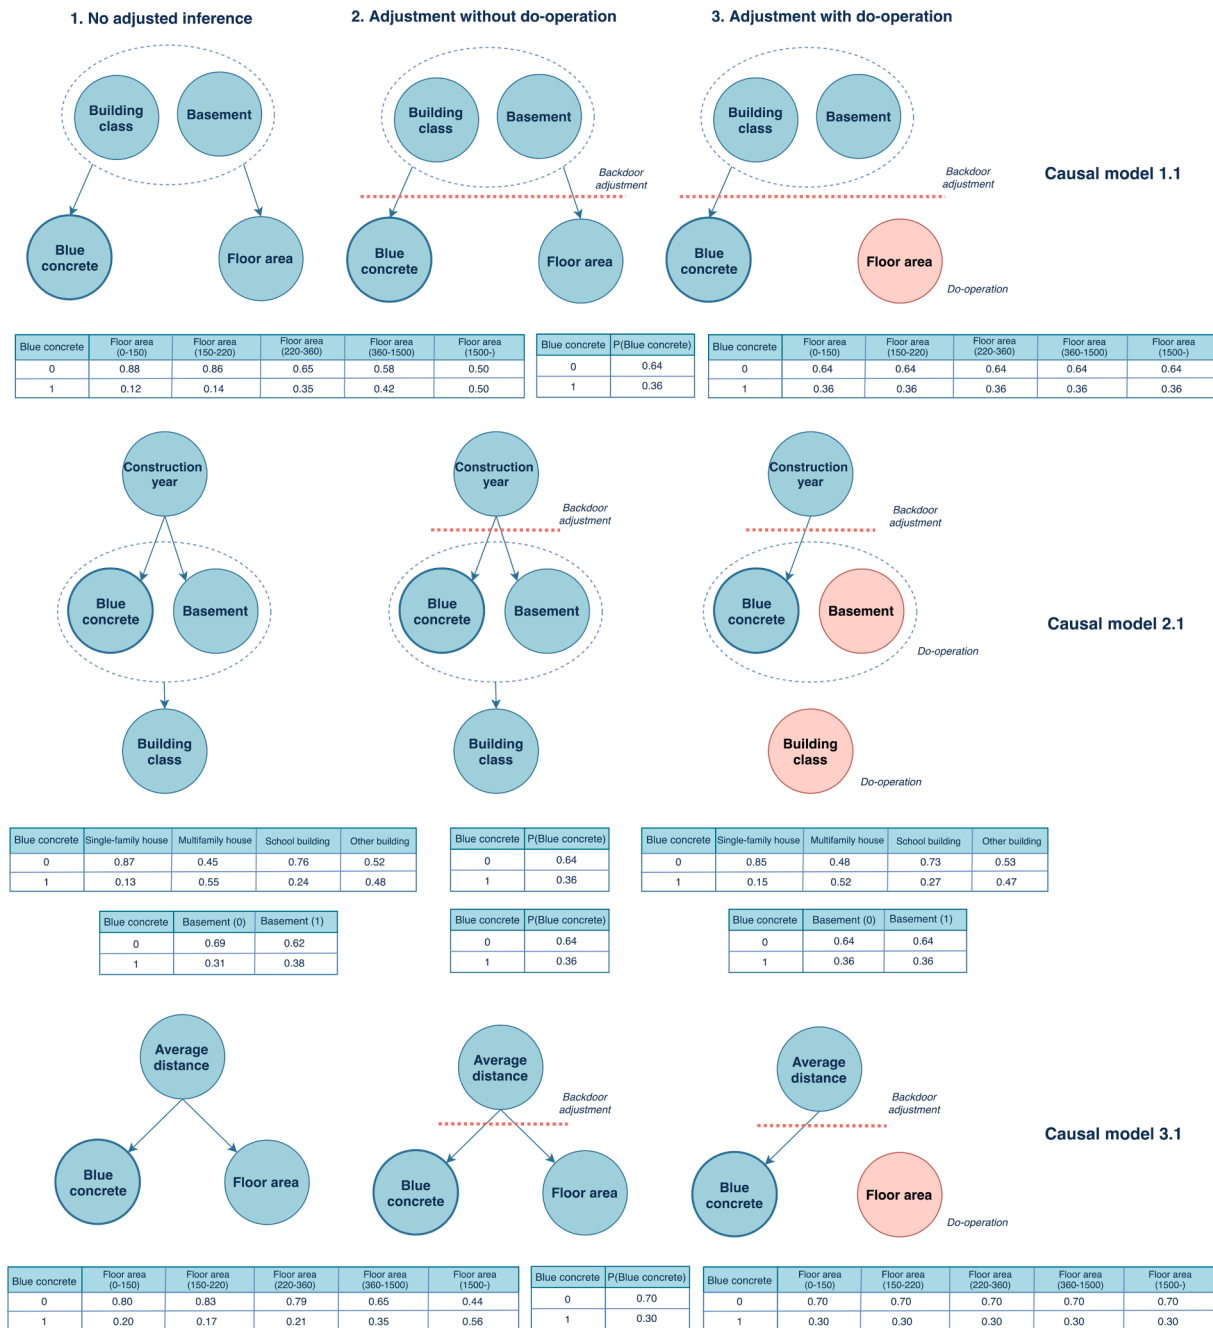 1. No adjusted inference
2. Adjustment without do-operation
3. Adjustment with do-operation
Building
class
Basement
Blue
concrete
Floor area
Building
class
Basement
Backdoor
adjustment
Blue
concrete
Floor area
Building
class
Basement
Backdoor
adjustment
Blue
concrete
Floor area
Do-operation
Causal model 1.1
Blue concrete Floor area (0-150) Floor area (150-220) Floor area (220-360) Floor area (360-1500) Floor area (1500-)
0 0.88 0.86 0.65 0.58 0.50
1 0.12 0.14 0.35 0.42 0.50
Blue concrete P(Blue concrete)
0 0.64
1 0.36
Blue concrete Floor area (0-150) Floor area (150-220) Floor area (220-360) Floor area (360-1500) Floor area (1500-)
0 0.64 0.64 0.64 0.64 0.64
1 0.36 0.36 0.36 0.36 0.36
Construction
year
Blue
concrete
Basement
Building
class
Construction
year
Backdoor
adjustment
Blue
concrete
Basement
Building
class
Construction
year
Backdoor
adjustment
Blue
concrete
Basement
Do-operation
Building
class
Do-operation
Causal model 2.1
Blue concrete Single-family house Multifamily house School building Other building
0 0.87 0.45 0.76 0.52
1 0.13 0.55 0.24 0.48
Blue concrete P(Blue concrete)
0 0.64
1 0.36
Blue concrete Single-family house Multifamily house School building Other building
0 0.85 0.48 0.73 0.53
1 0.15 0.52 0.27 0.47
Blue concrete Basement (0) Basement (1)
0 0.69 0.62
1 0.31 0.38
Blue concrete P(Blue concrete)
0 0.64
1 0.36
Blue concrete Basement (0) Basement (1)
0 0.64 0.64
1 0.36 0.36
Average
distance
Blue
concrete
Floor area
Average
distance
Backdoor
adjustment
Blue
concrete
Floor area
Average
distance
Backdoor
adjustment
Blue
concrete
Floor area
Do-operation
Causal model 3.1
Blue concrete Floor area (0-150) Floor area (150-220) Floor area (220-360) Floor area (360-1500) Floor area (1500-)
0 0.80 0.83 0.79 0.65 0.44
1 0.20 0.17 0.21 0.35 0.56
Blue concrete P(Blue concrete)
0 0.70
1 0.30
Blue concrete Floor area (0-150) Floor area (150-220) Floor area (220-360) Floor area (360-1500) Floor area (1500-)
0 0.70 0.70 0.70 0.70 0.70
1 0.30 0.30 0.30 0.30 0.30